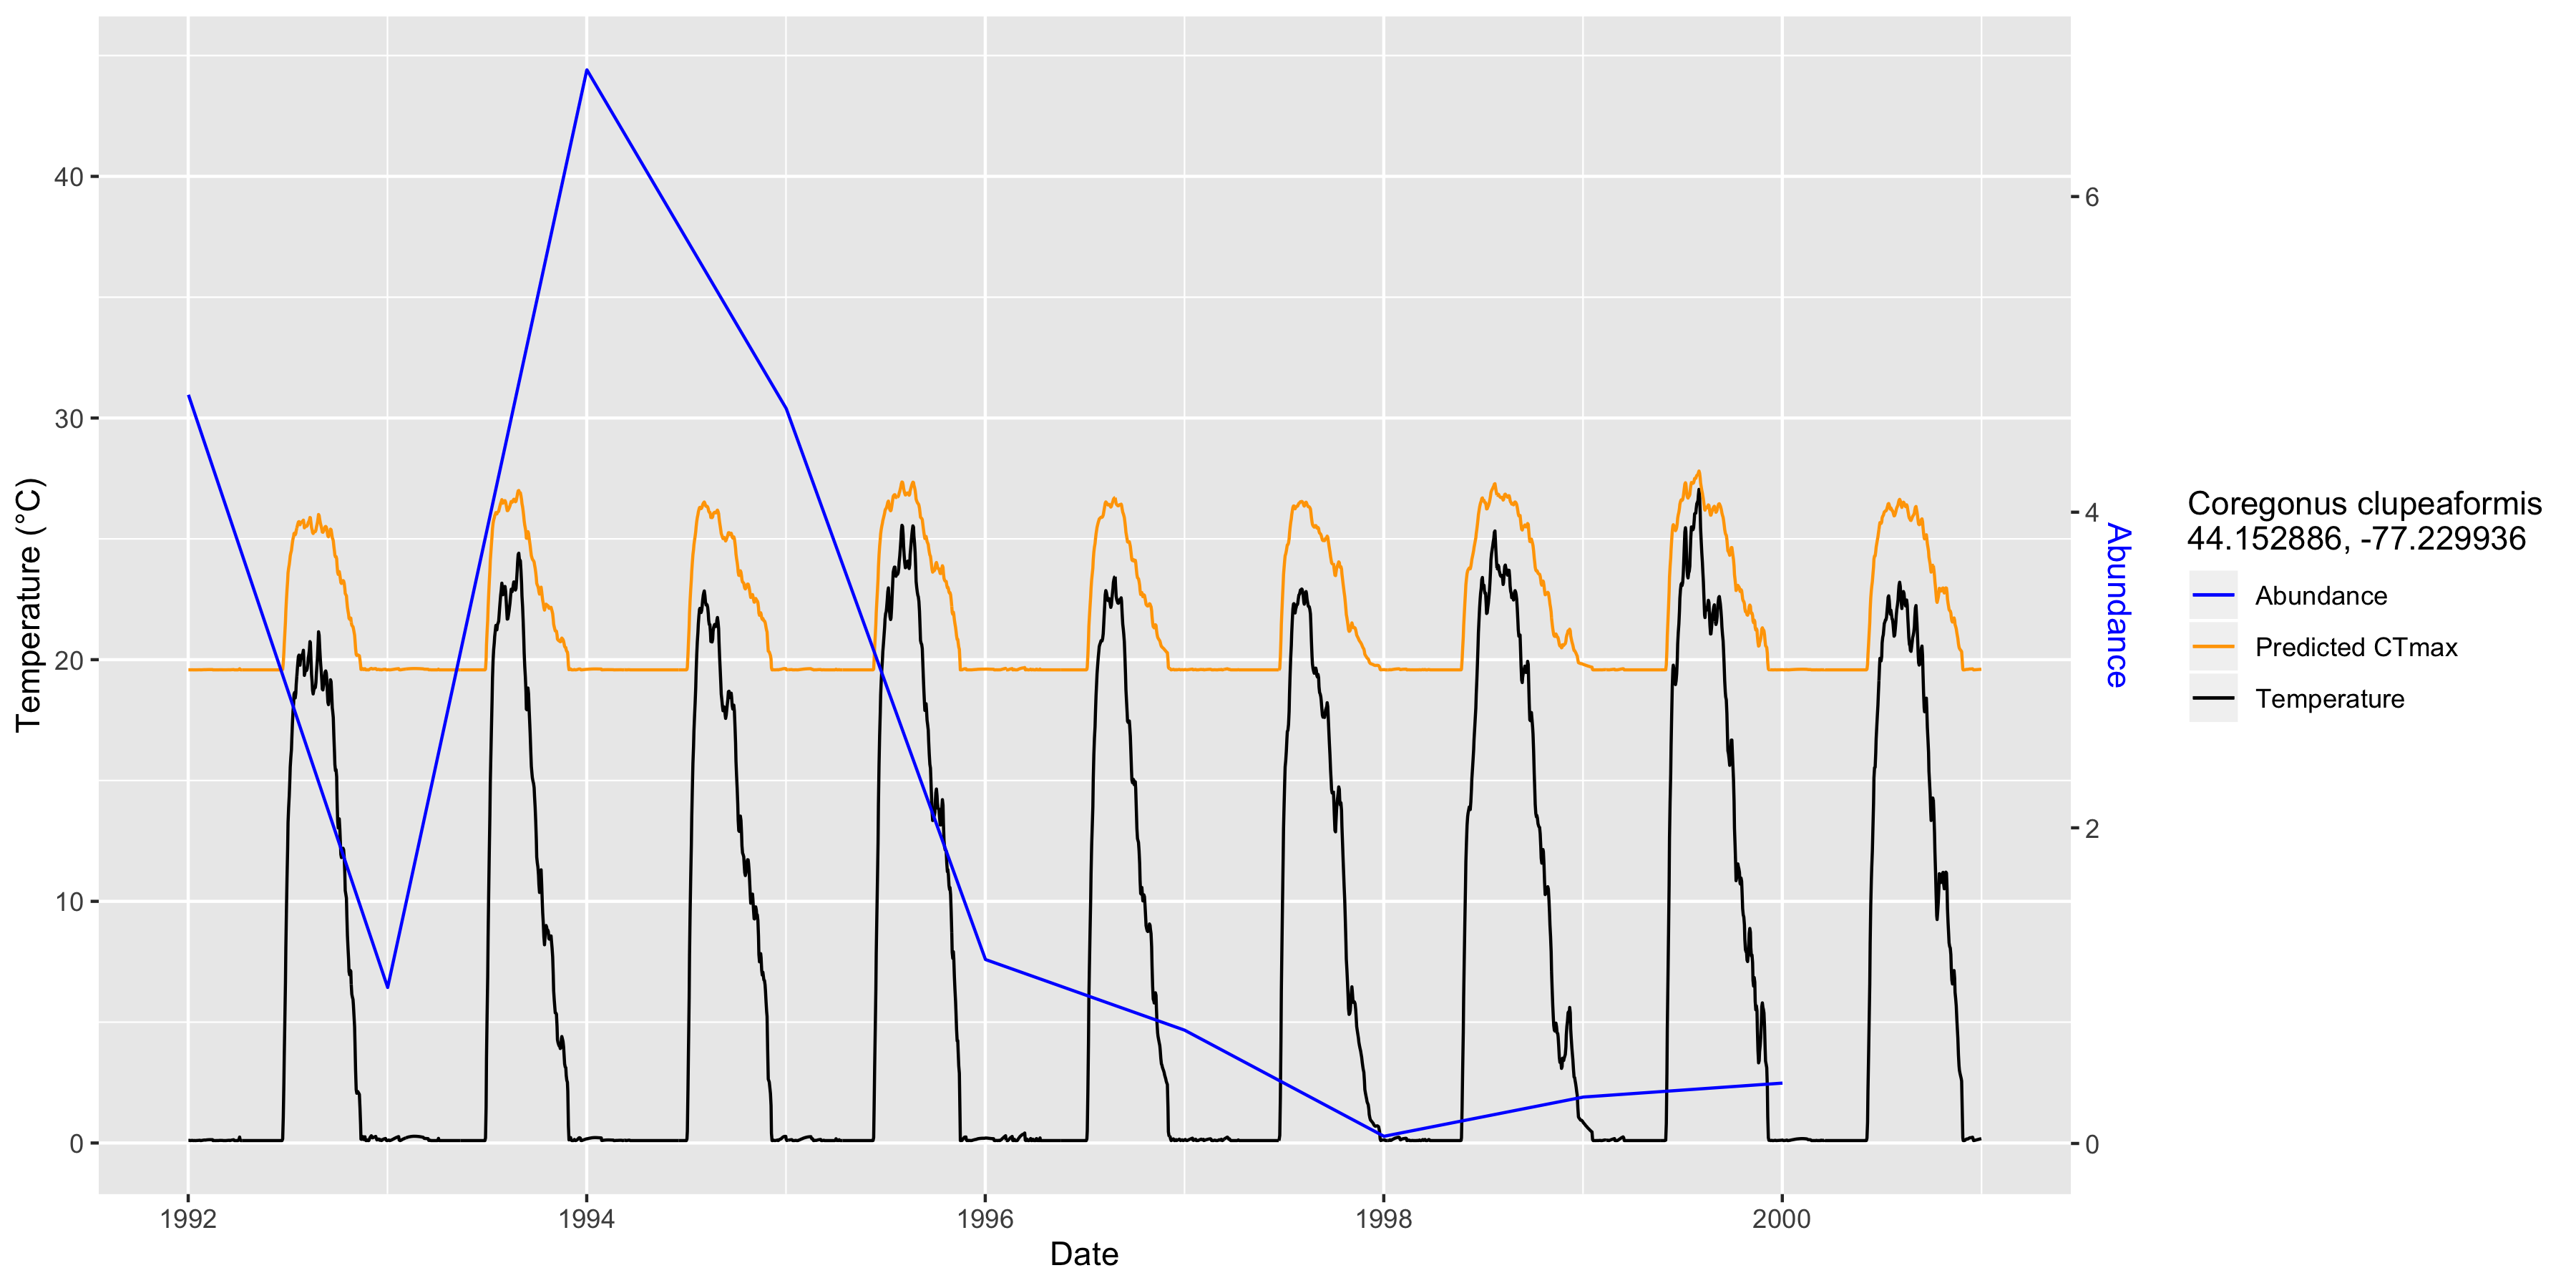 Temperature (°C)
40
30
20
10
0
1992
1994
1996
1998
2000
Date
6
4
2
0
Abundance
Coregonus clupeaformis
44.152886, -77.229936
Abundance
Predicted CTmax
Temperature